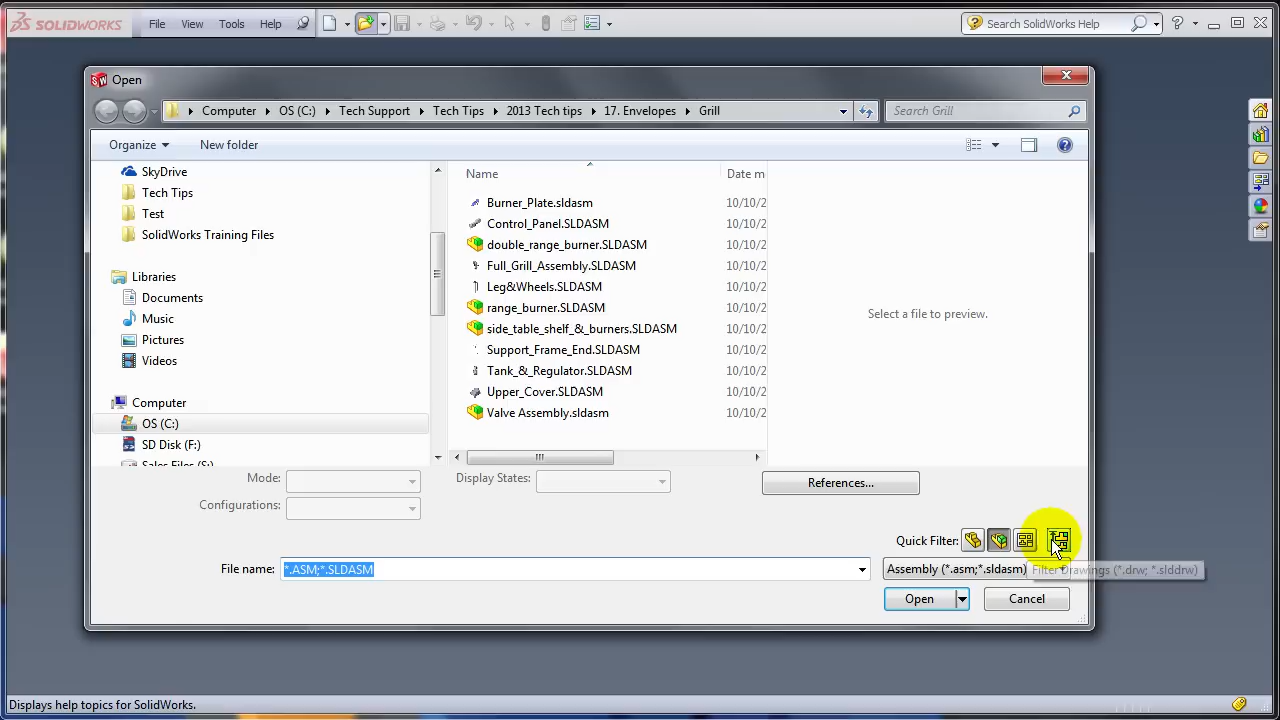 SOLIDWORKS File View Tools Help Search SolidWorks Help
Open
Computer OS (C:) Tech Support Tech Tips 2013 Tech tips 17. Envelopes Grill Search Grill
Organize New folder
SkyDrive
Tech Tips
Test
SolidWorks Training Files
Libraries
Documents
Music
Pictures
Videos
Computer
OS (C:)
SD Disk (F:)
Sales Files (S:)
Name Date m
Burner_Plate.sldasm 10/10/2
Control_Panel.SLDASM 10/10/2
double_range_burner.SLDASM 10/10/2
Full_Grill_Assembly.SLDASM 10/10/2
Leg&Wheels.SLDASM 10/10/2
range_burner.SLDASM 10/10/2
side_table_shelf_&_burners.SLDASM 10/10/2
Support_Frame_End.SLDASM 10/10/2
Tank_&_Regulator.SLDASM 10/10/2
Upper_Cover.SLDASM 10/10/2
Valve Assembly.sldasm 10/10/2
Select a file to preview.
Mode: Display States: References...
Configurations:
Quick Filter:
File name: *.ASM;*.SLDASM Assembly (*.asm;*.sldasm) Filter Drawings (*.drw; *.slddrw)
Open Cancel
Displays help topics for SolidWorks.